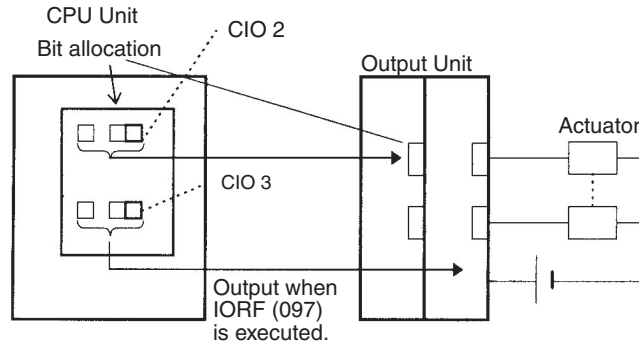 CPU Unit
Bit allocation
CIO 2
Output Unit
Actuator
CIO 3
Output when
IORF (097)
is executed.